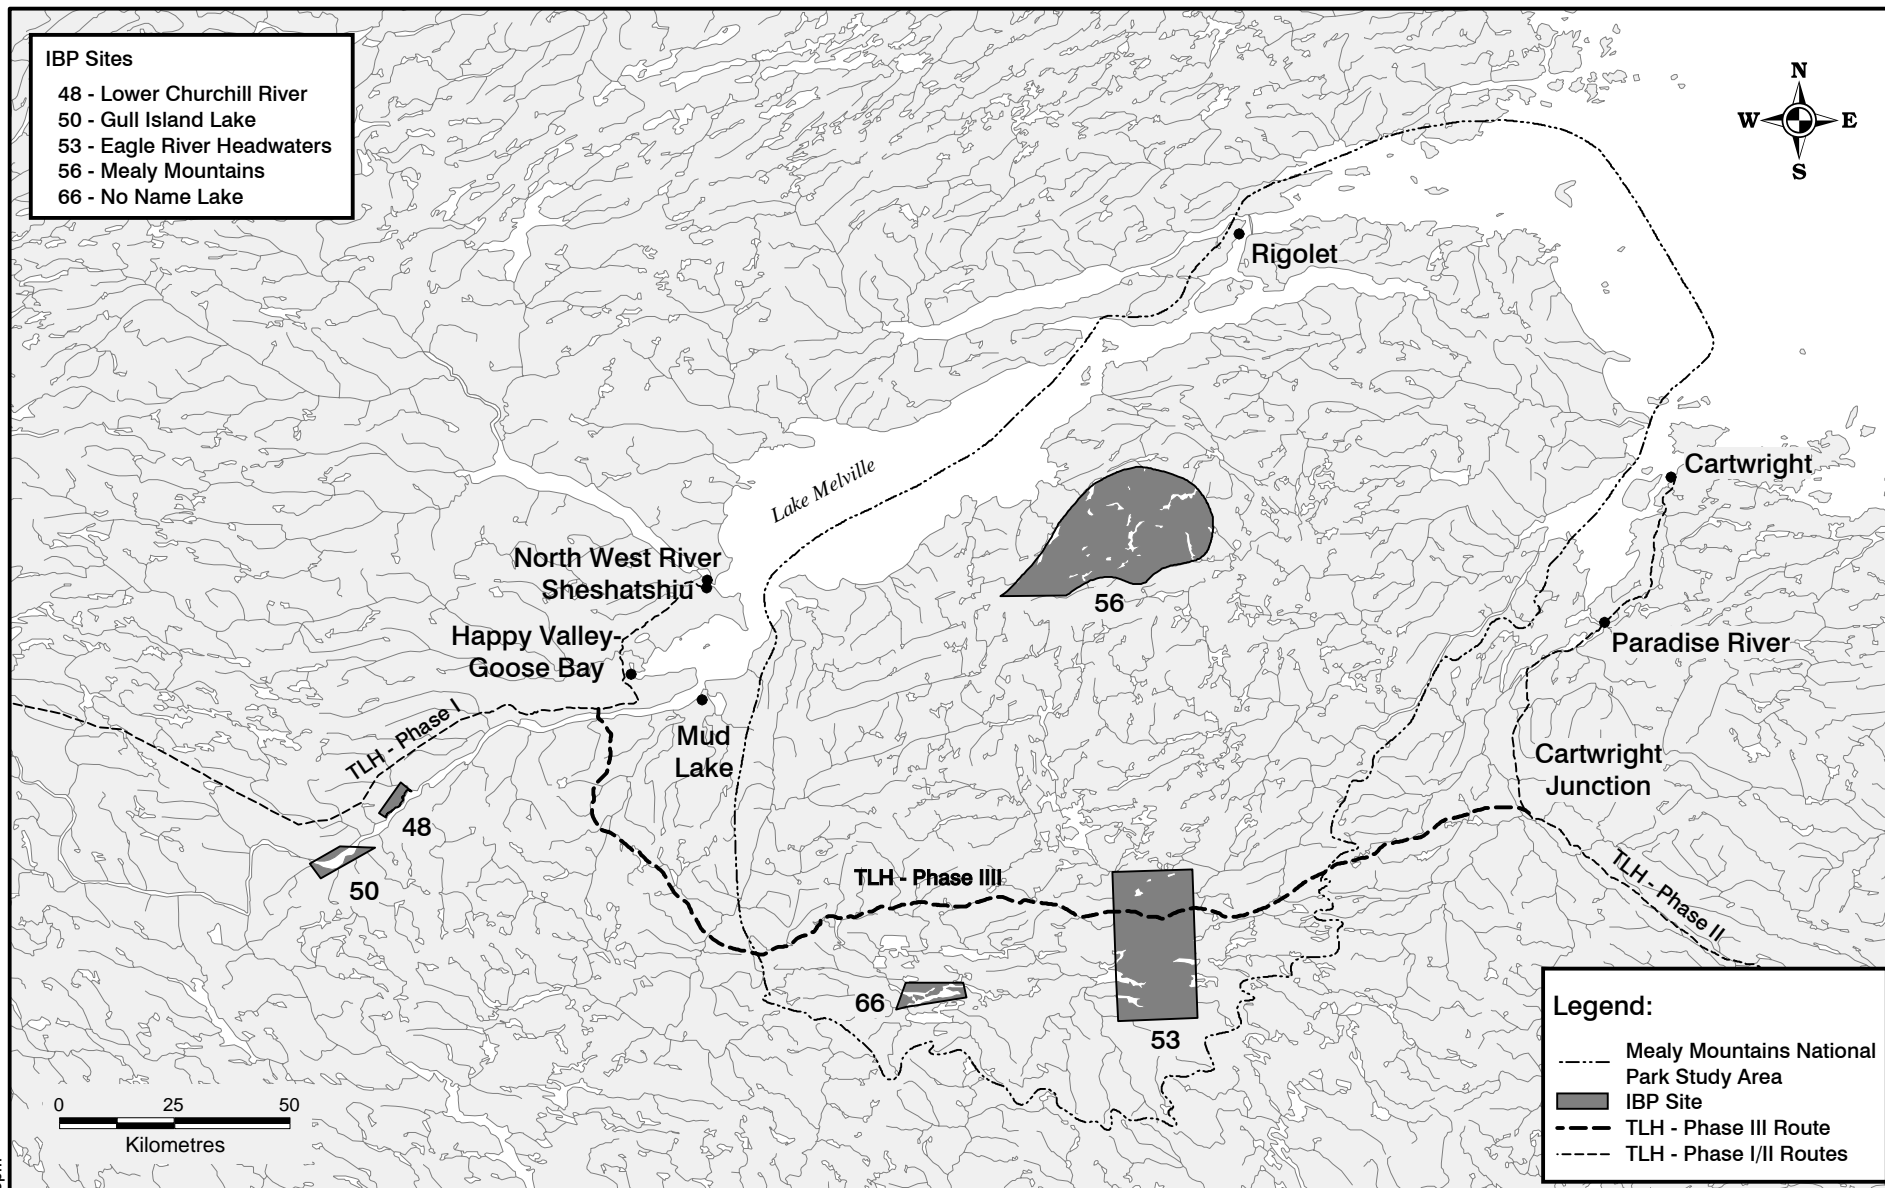 IBP Sites
48 - Lower Churchill River
50 - Gull Island Lake
53 - Eagle River Headwaters
56 - Mealy Mountains
66 - No Name Lake
N
W E
S
Rigolet
Cartwright
Lake Melville
North West River
Sheshatshiu
56
Happy Valley-
Goose Bay
Paradise River
TLH - Phase I
Mud
Lake
Cartwright
Junction
48
50
TLH - Phase IIII
TLH - Phase II
66
53
Legend:
Mealy Mountains National
Park Study Area
IBP Site
TLH - Phase III Route
TLH - Phase I/II Routes
0 25 50
Kilometres